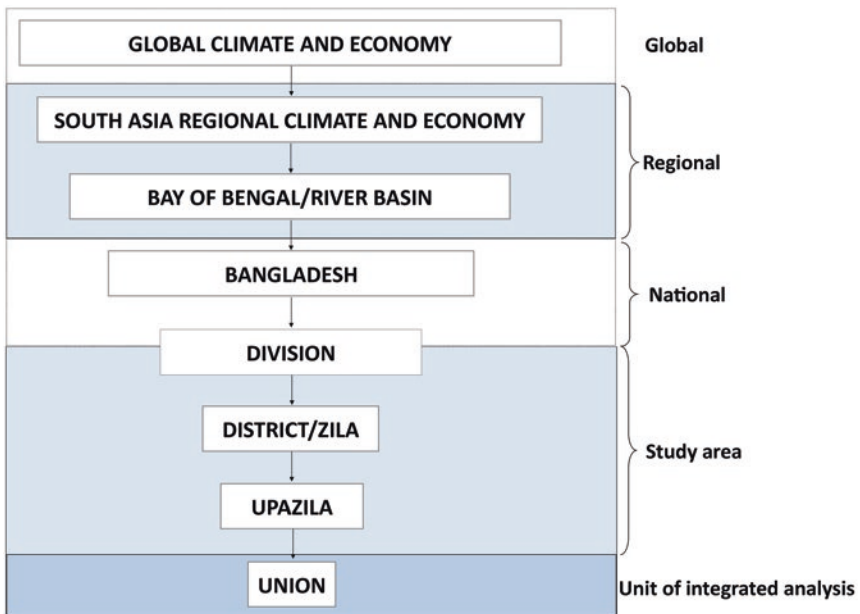 GLOBAL CLIMATE AND ECONOMY
Global
SOUTH ASIA REGIONAL CLIMATE AND ECONOMY
Regional
BAY OF BENGAL/RIVER BASIN
BANGLADESH
National
DIVISION
DISTRICT/ZILA
Study area
UPAZILA
UNION
Unit of integrated analysis